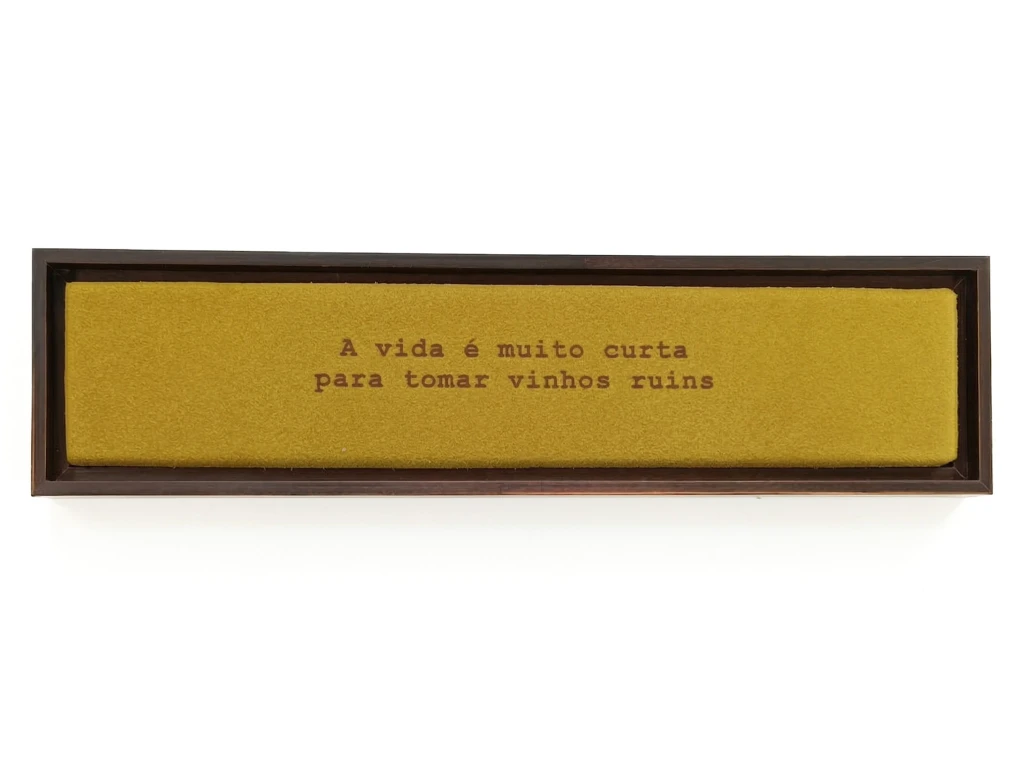 A vida é muito curta
para tomar vinhos ruins